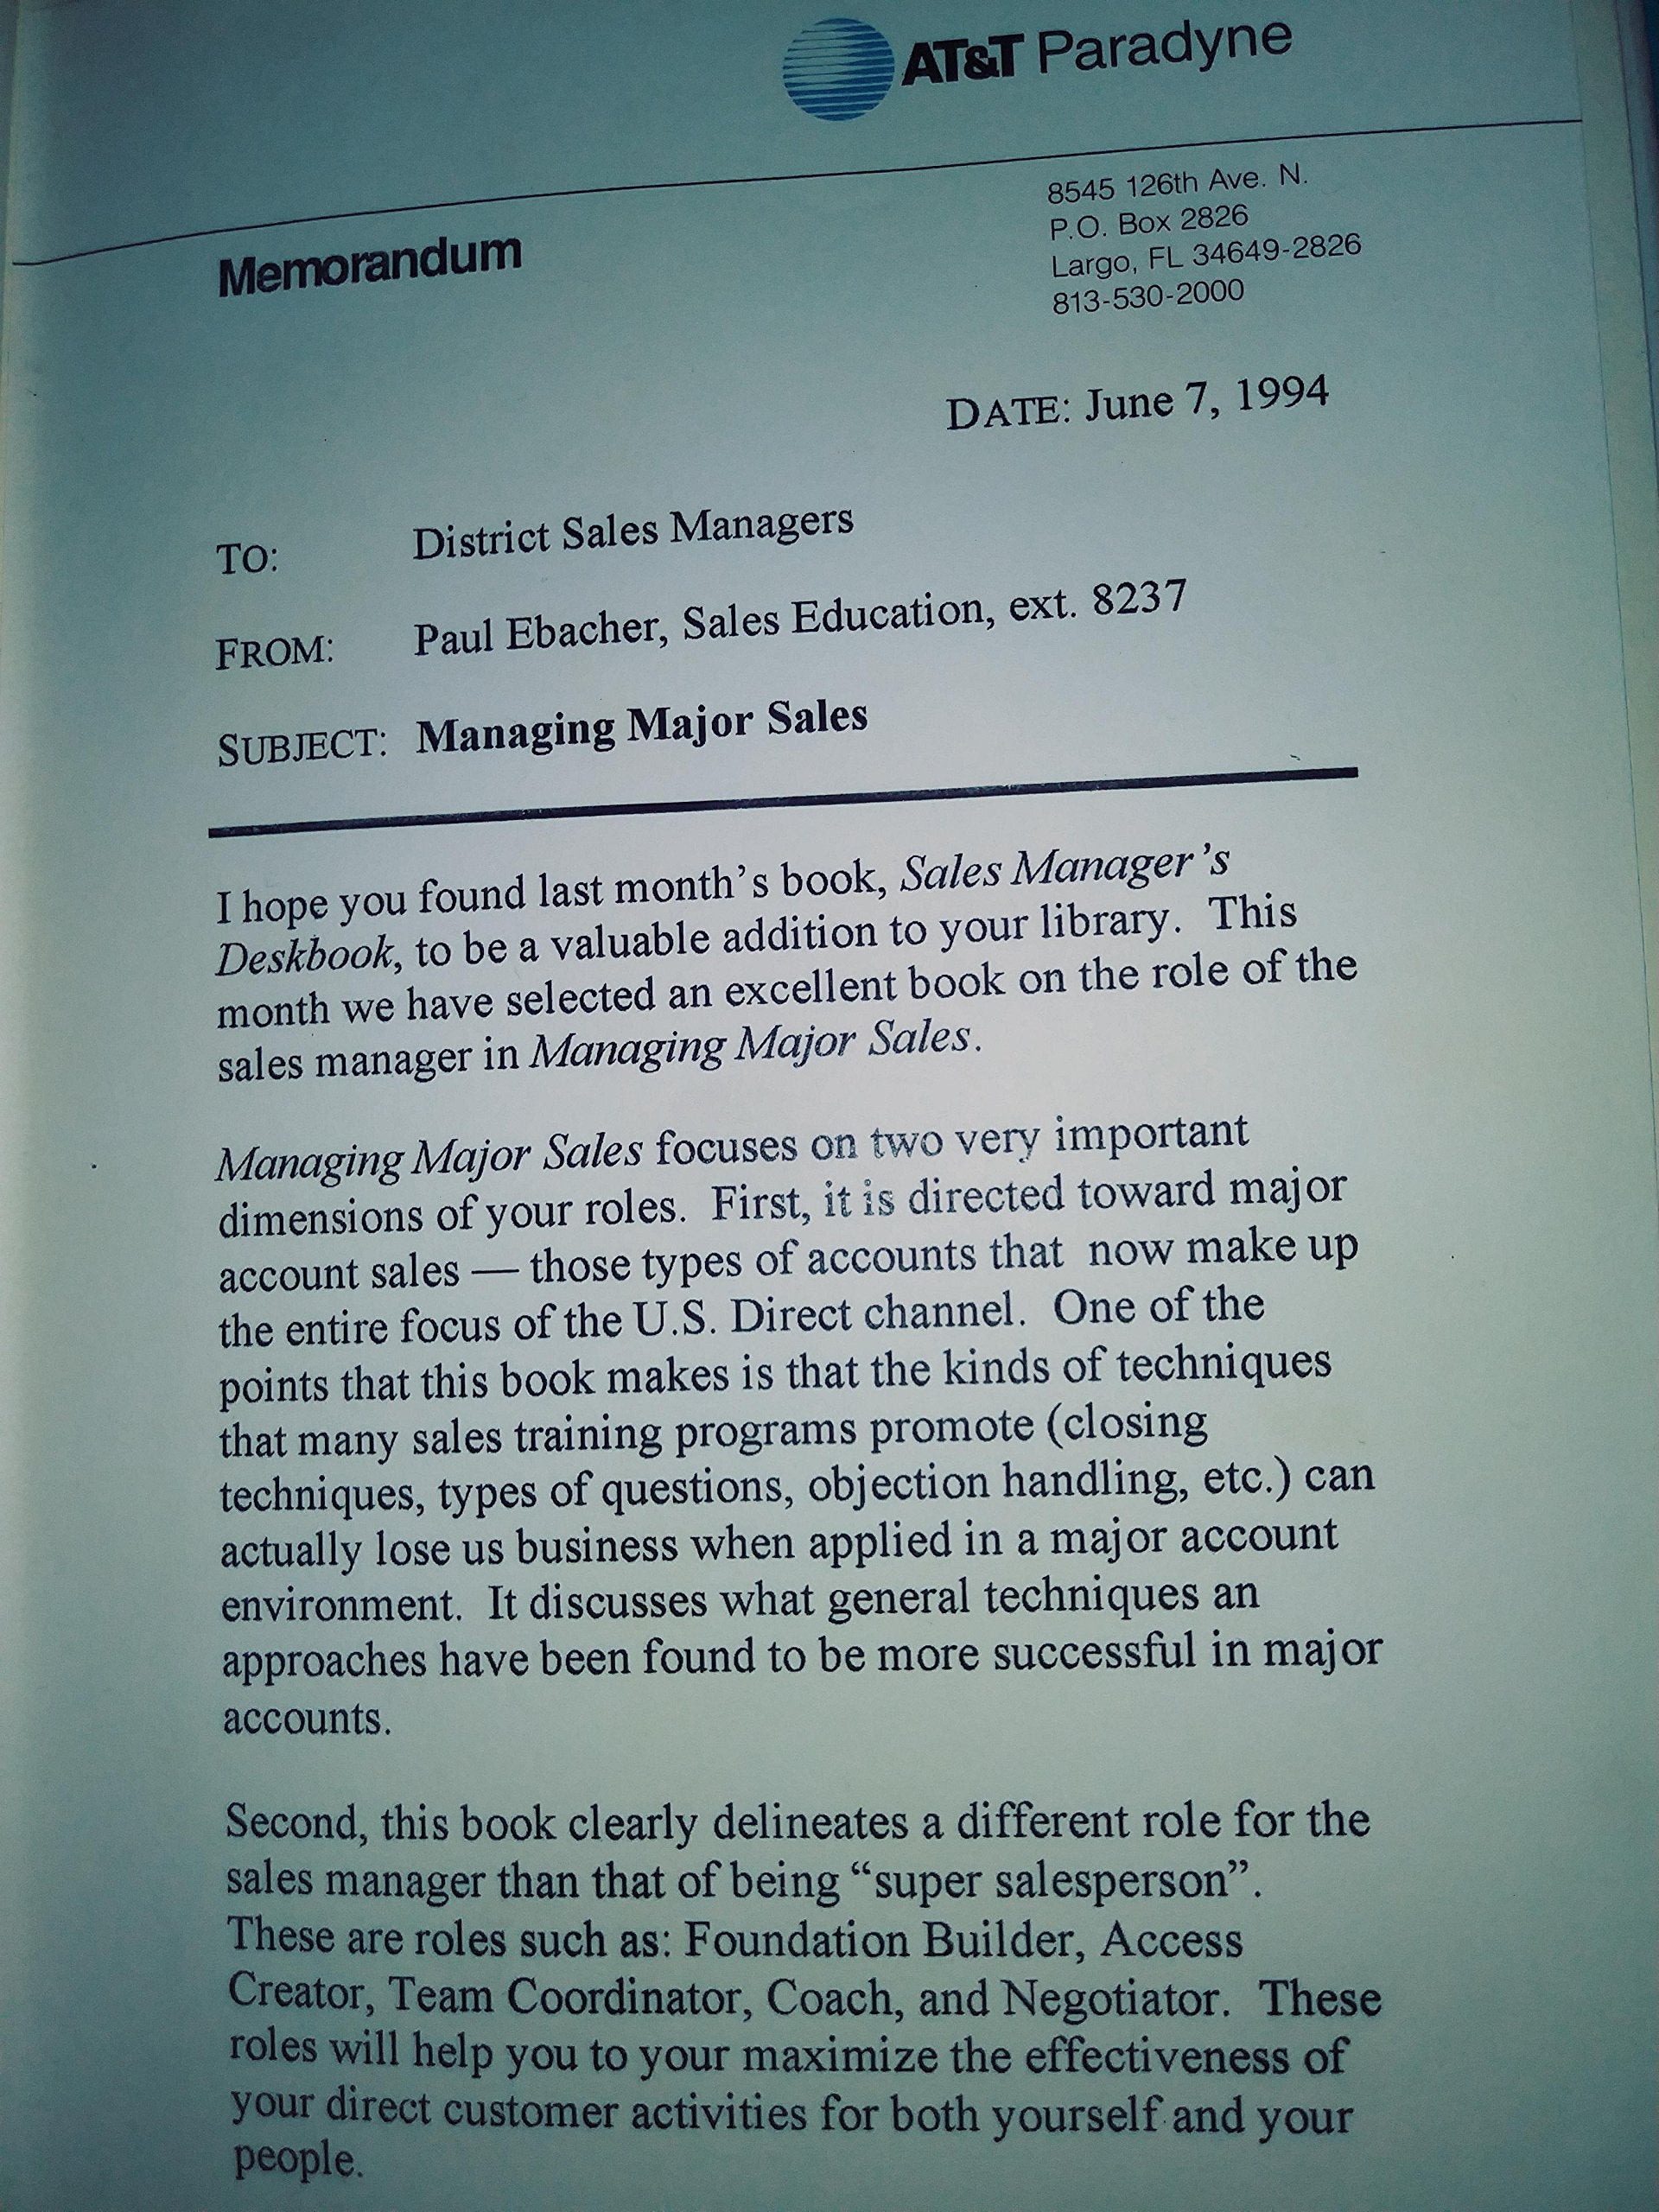 AT&T Paradyne
8545 126th Ave. N.
P.O. Box 2826
Largo, FL 34649-2826
813-530-2000
Memorandum
DATE: June 7, 1994
TO: District Sales Managers
FROM: Paul Ebacher, Sales Education, ext. 8237
SUBJECT: Managing Major Sales
I hope you found last month's book, Sales Manager's
Deskbook, to be a valuable addition to your library. This
month we have selected an excellent book on the role of the
sales manager in Managing Major Sales.
Managing Major Sales focuses on two very important
dimensions of your roles. First, it is directed toward major
account sales — those types of accounts that now make up
the entire focus of the U.S. Direct channel. One of the
points that this book makes is that the kinds of techniques
that many sales training programs promote (closing
techniques, types of questions, objection handling, etc.) can
actually lose us business when applied in a major account
environment. It discusses what general techniques an
approaches have been found to be more successful in major
accounts.
Second, this book clearly delineates a different role for the
sales manager than that of being “super salesperson”.
These are roles such as: Foundation Builder, Access
Creator, Team Coordinator, Coach, and Negotiator. These
roles will help you to your maximize the effectiveness of
your direct customer activities for both yourself and your
people.